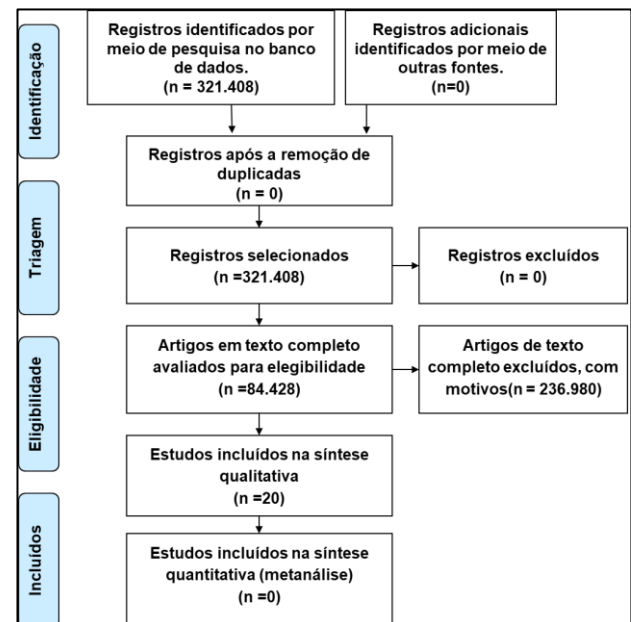 Identificação
Registros identificados por
meio de pesquisa no banco
de dados.
(n = 321.408)
Registros adicionais
identificados por meio de
outras fontes.
(n=0)
Registros após a remoção de
duplicadas
(n = 0)
Triagem
Registros selecionados
(n =321.408)
Registros excluídos
(n = 0)
Eligibilidade
Artigos em texto completo
avaliados para elegibilidade
(n =84.428)
Artigos de texto
completo excluídos, com
motivos(n = 236.980)
Estudos incluídos na síntese
qualitativa
(n =20)
Incluídos
Estudos incluídos na síntese
quantitativa (metanálise)
(n =0)